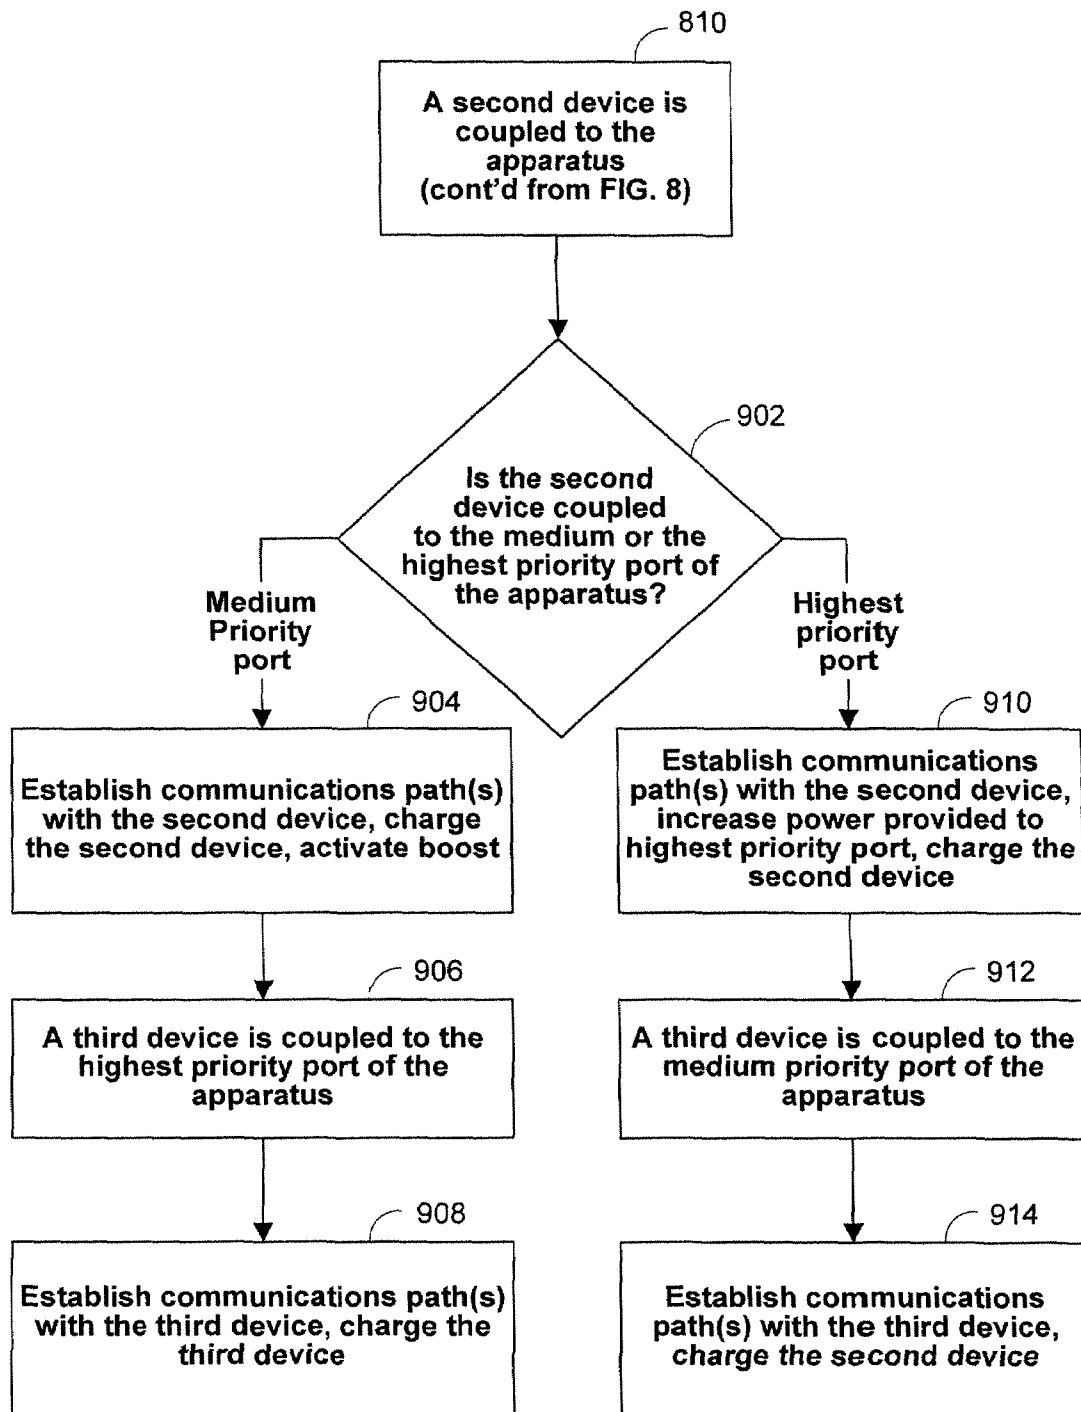 810
A second device is
coupled to the
apparatus
(cont'd from FIG. 8)
902
Is the second
device coupled
to the medium or the
highest priority port of
the apparatus?
Medium
Priority
port
Highest
priority
port
904
Establish communications path(s)
with the second device, charge
the second device, activate boost
910
Establish communications
path(s) with the second device,
increase power provided to
highest priority port, charge the
second device
906
A third device is coupled to the
highest priority port of the
apparatus
912
A third device is coupled to the
medium priority port of the
apparatus
908
Establish communications path(s)
with the third device, charge the
third device
914
Establish communications
path(s) with the third device,
charge the second device